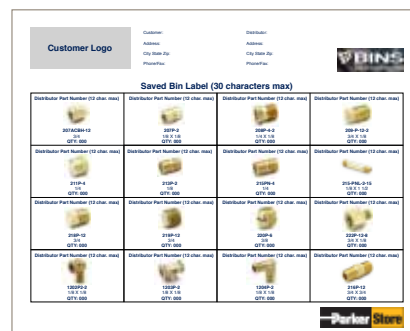 Customer Logo
Customer:
Address:
City State Zip:
Phone/Fax:
Distributor:
Address:
City State Zip:
Phone/Fax:
BINS
Saved Bin Label (30 characters max)
Distributor Part Number (12 char. max)
207ACBH-12
3/4
QTY: 000
Distributor Part Number (12 char. max)
207P-2
1/8 X 1/8
QTY: 000
Distributor Part Number (12 char. max)
208P-4-2
1/4 X 1/8
QTY: 000
Distributor Part Number (12 char. max)
209-P-12-2
3/4 X 1/8
QTY: 000
Distributor Part Number (12 char. max)
211P-4
1/4
QTY: 000
Distributor Part Number (12 char. max)
213P-2
1/8
QTY: 000
Distributor Part Number (12 char. max)
215PN-4
1/4
QTY: 000
Distributor Part Number (12 char. max)
215-PNL-2-15
1/8 X 1 1/2
QTY: 000
Distributor Part Number (12 char. max)
218P-12
3/4
QTY: 000
Distributor Part Number (12 char. max)
219P-12
3/4
QTY: 000
Distributor Part Number (12 char. max)
220P-6
3/8
QTY: 000
Distributor Part Number (12 char. max)
222P-12-8
QTY: 000
Distributor Part Number (12 char. max)
1203P2-2
1/8 X 1/8
QTY: 000
Distributor Part Number (12 char. max)
1203P-2
1/8 X 1/8
QTY: 000
Distributor Part Number (12 char. max)
1204P-2
1/8 X 1/8
QTY: 000
Distributor Part Number (12 char. max)
216P-12
3/4 X 3/4
QTY: 000
Parker Store